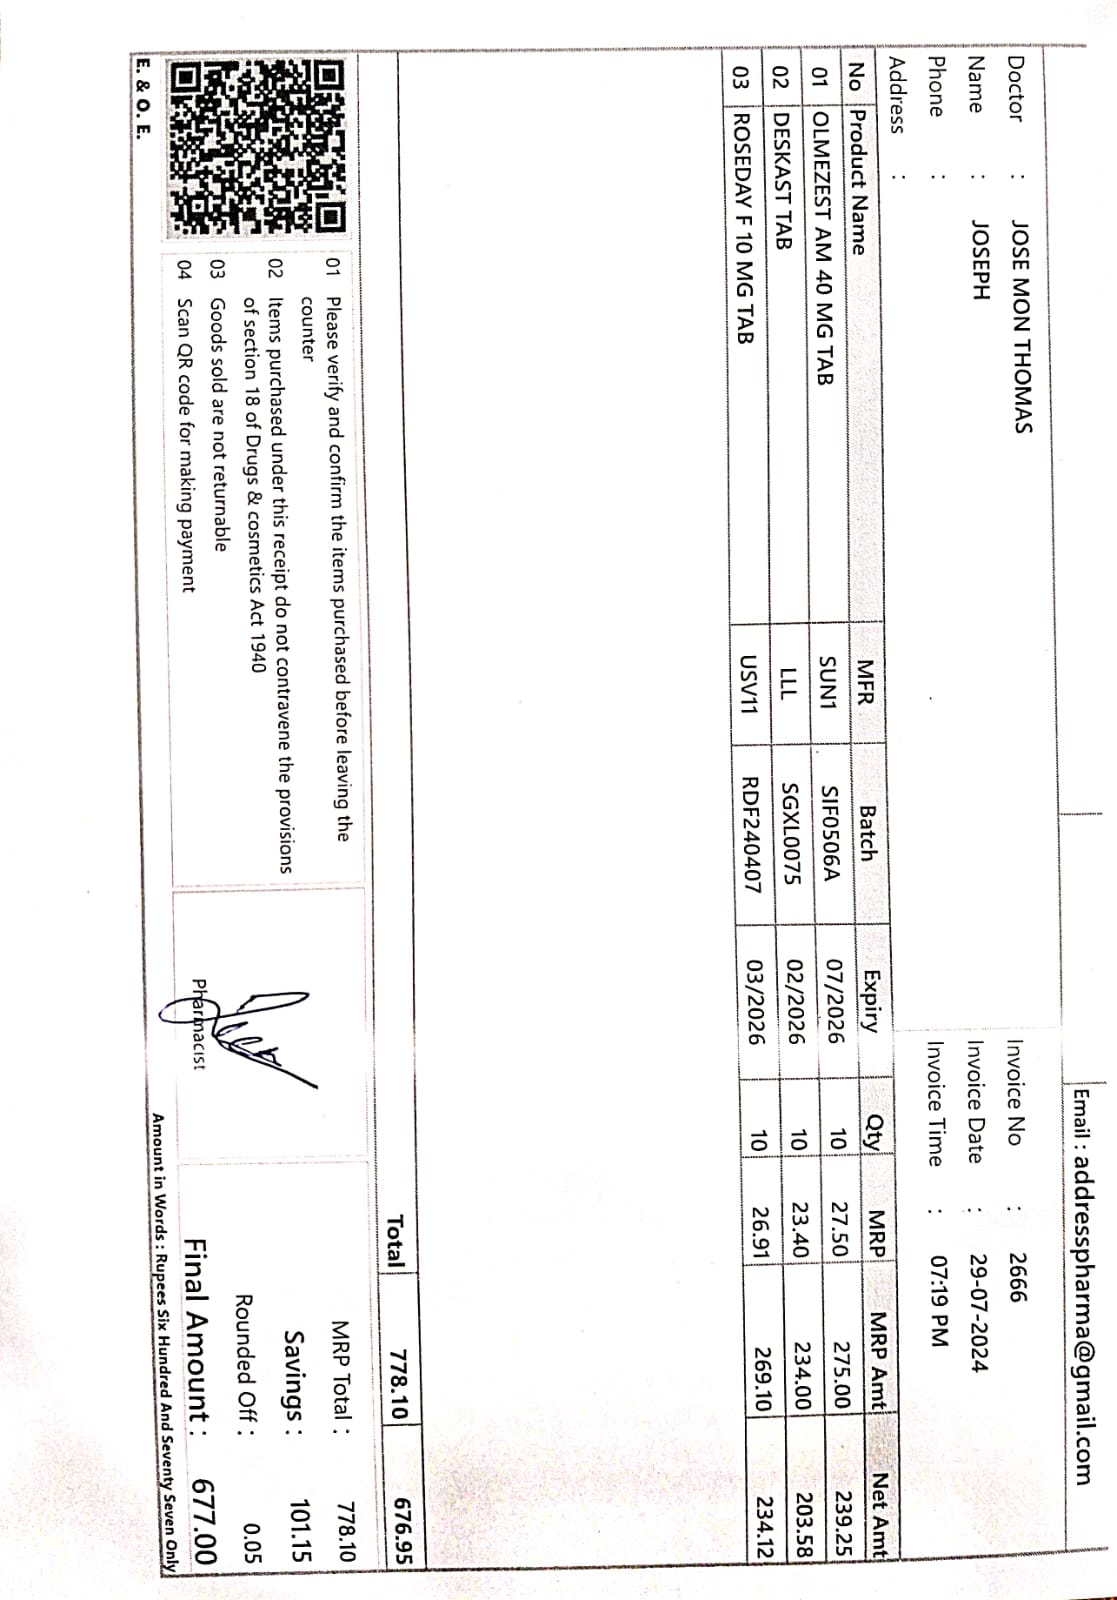 Email : addresspharma@gmail.com
Doctor : JOSE MON THOMAS
Name : JOSEPH
Phone :
Address :
Invoice No : 2666
Invoice Date : 29-07-2024
Invoice Time : 07:19 PM
No Product Name MFR Batch Expiry Qty MRP MRP Amt Net Amt
01 OLMEZEST AM 40 MG TAB SUN1 SIF0506A 07/2026 10 27.50 275.00 239.25
02 DESKAST TAB LLL SGXL0075 02/2026 10 23.40 234.00 203.58
03 ROSEDAY F 10 MG TAB USV11 RDF240407 03/2026 10 26.91 269.10 234.12
Total 778.10 676.95
01 Please verify and confirm the items purchased before leaving the
counter
02 Items purchased under this receipt do not contravene the provisions
of section 18 of Drugs & cosmetics Act 1940
03 Goods sold are not returnable
04 Scan QR code for making payment
Pharmacist
MRP Total : 778.10
Savings : 101.15
Rounded Off : 0.05
Final Amount : 677.00
Amount in Words : Rupees Six Hundred And Seventy Seven Only
E. & O. E.